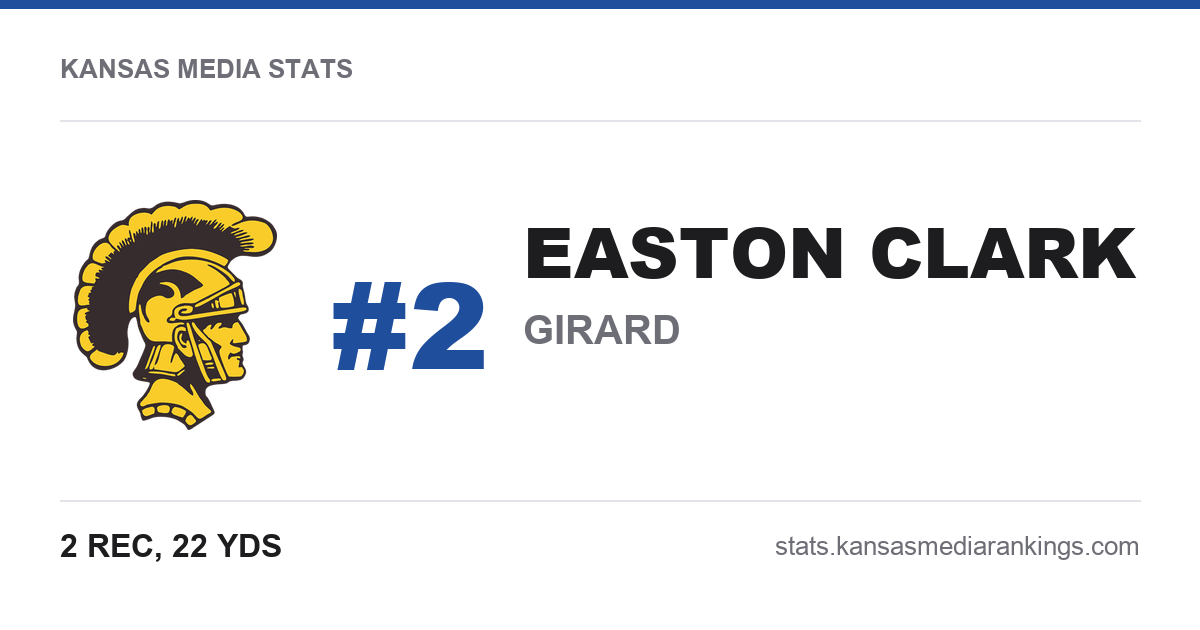 KANSAS MEDIA STATS
#2
EASTON CLARK
GIRARD
2 REC, 22 YDS
stats.kansasmediarankings.com